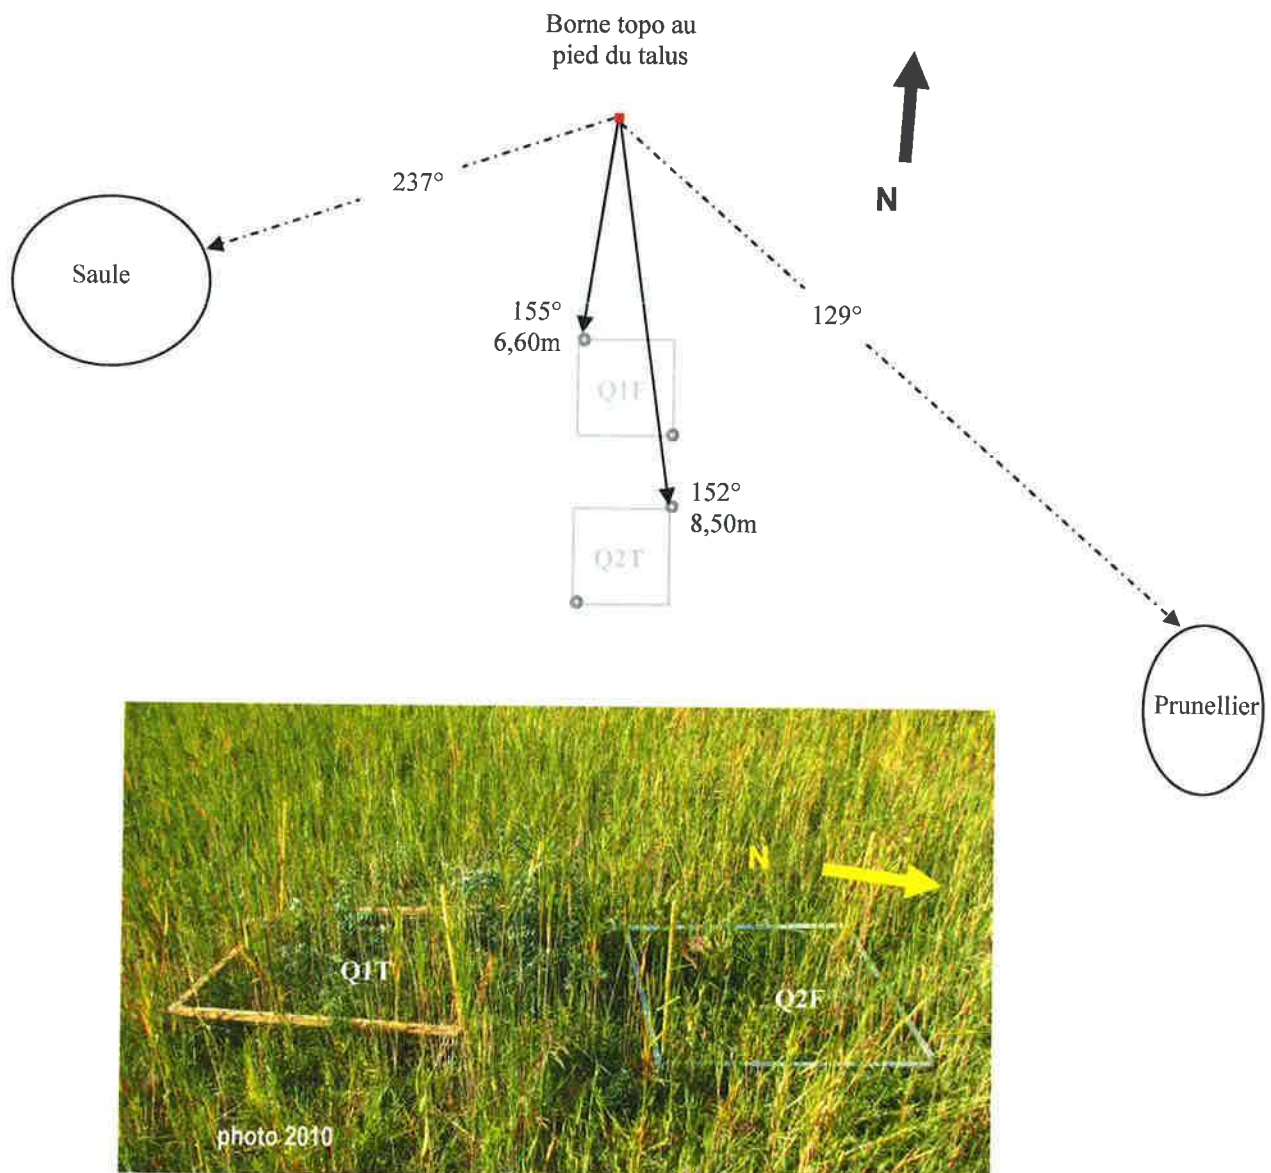 Borne topo au
pied du talus
N
237°
Saule
155°
6,60m
129°
Q1F
152°
8,50m
Q2T
Prunellier
N
Q1T
Q2F
photo 2010